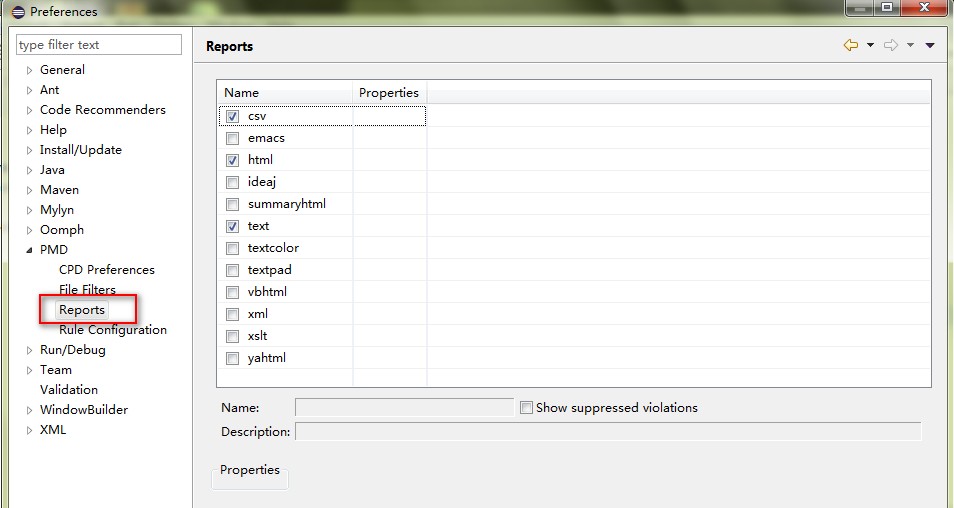 Preferences
type filter text
General
Ant
Code Recommenders
Help
Install/Update
Java
Maven
Mylyn
Oomph
PMD
CPD Preferences
File Filters
Reports
Rule Configuration
Run/Debug
Team
Validation
WindowBuilder
XML
Reports
Name Properties
csv
emacs
html
ideaj
summaryhtml
text
textcolor
textpad
vbhtml
xml
xslt
yahtml
Name: Show suppressed violations
Description:
Properties